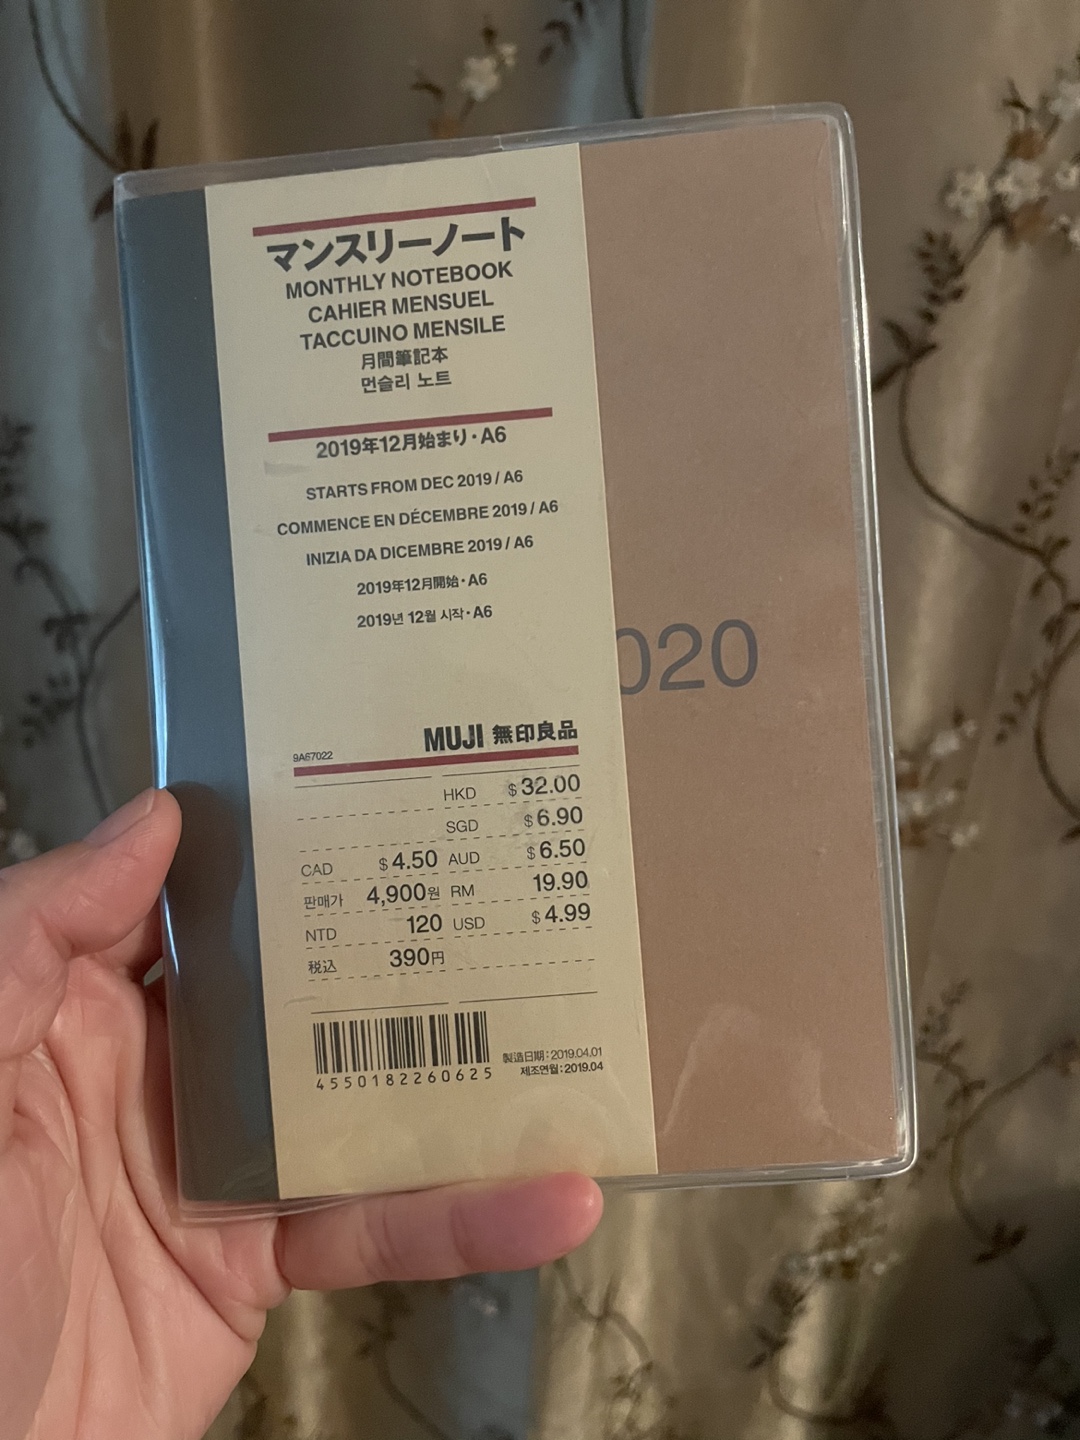 マンスリーノート
MONTHLY NOTEBOOK
CAHIER MENSUEL
TACCUINO MENSILE
月間筆記本
먼슬리 노트
2019年12月始まり・A6
STARTS FROM DEC 2019 / A6
COMMENCE EN DÉCEMBRE 2019 / A6
INIZIA DA DICEMBRE 2019 / A6
2019年12月開始・A6
2019년 12월 시작・A6
020
9A67022
MUJI 無印良品
HKD $32.00
SGD $6.90
CAD $4.50 AUD $6.50
판매가 4,900원 RM 19.90
NTD 120 USD $4.99
税込 390円
4550182260625
製造日期:2019.04.01
제조연월:2019.04